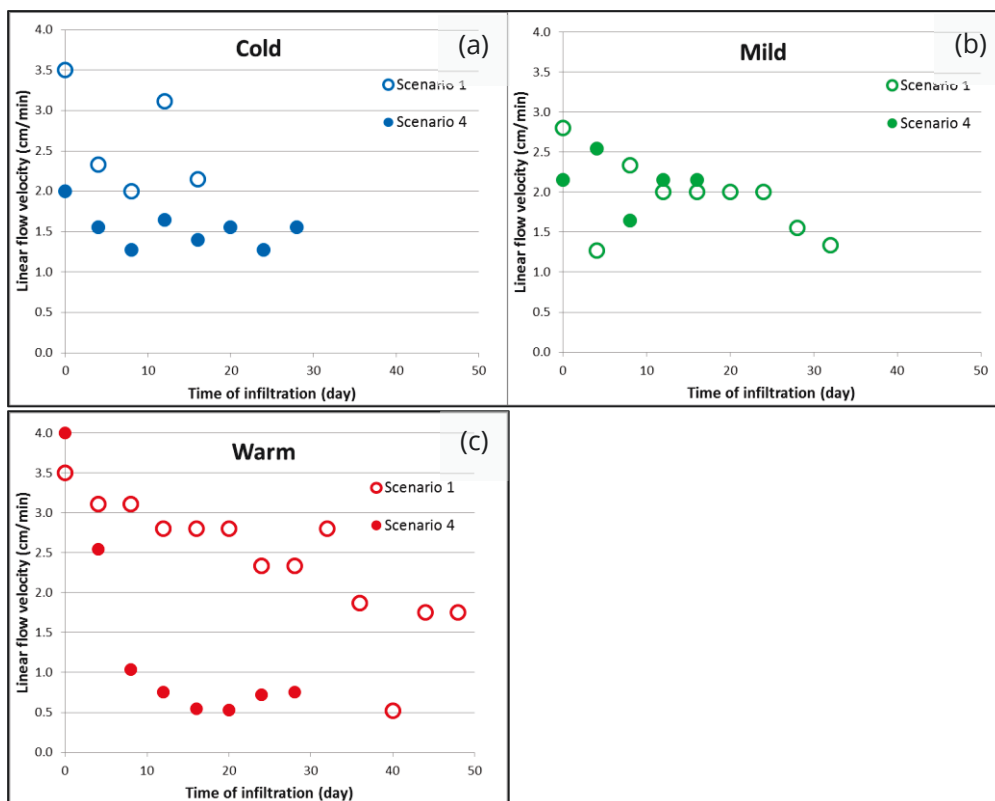 Cold
(a)
Linear flow velocity (cm/min)
4.0
3.5
3.0
2.5
2.0
1.5
1.0
0.5
0.0
Scenario 1
Scenario 4
0 10 20 30 40 50
Time of infiltration (day)
Mild
(b)
Linear flow velocity (cm/min)
4.0
3.5
3.0
2.5
2.0
1.5
1.0
0.5
0.0
Scenario 1
Scenario 4
0 10 20 30 40 50
Time of infiltration (day)
Warm
(c)
Linear flow velocity (cm/min)
4.0
3.5
3.0
2.5
2.0
1.5
1.0
0.5
0.0
Scenario 1
Scenario 4
0 10 20 30 40 50
Time of infiltration (day)